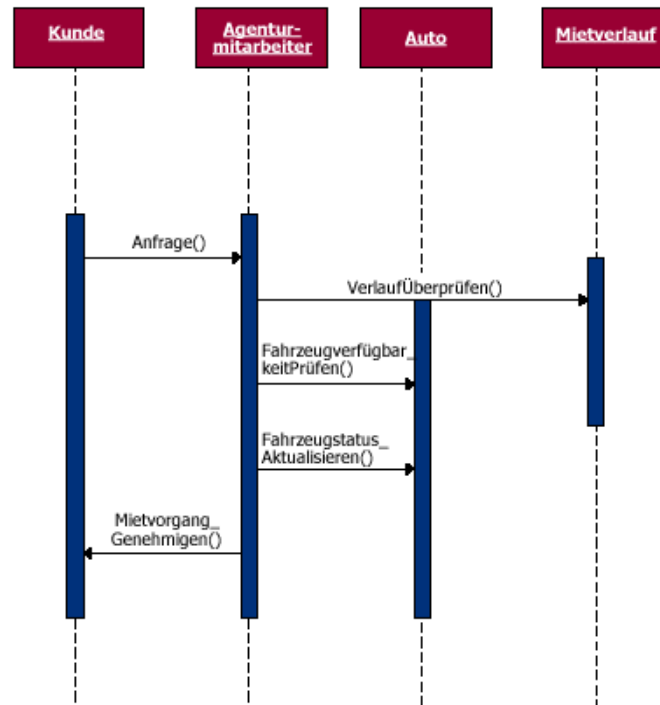 Kunde
Agentur-
mitarbeiter
Auto
Mietverlauf
Anfrage()
VerlaufÜberprüfen()
Fahrzeugverfügbar_
keitPrüfen()
Fahrzeugstatus_
Aktualisieren()
Mietvorgang_
Genehmigen()